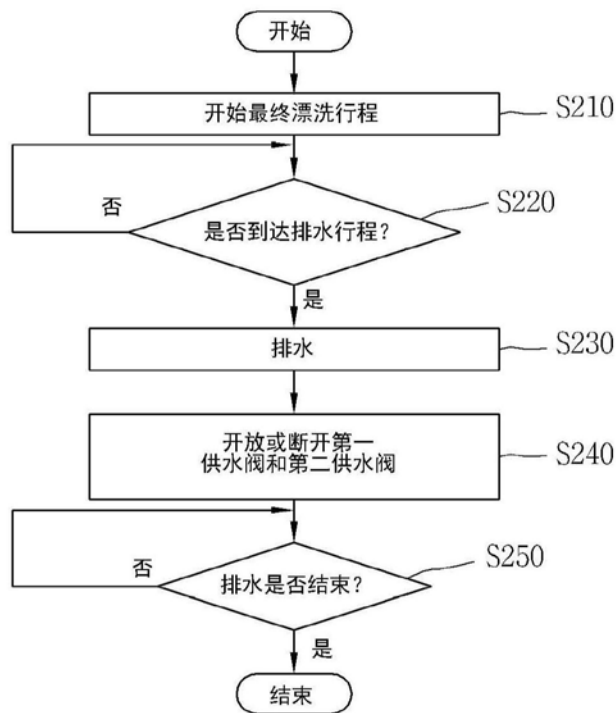 开始
开始最终漂洗行程
S210
否
S220
是否到达排水行程?
是
排水
S230
开放或断开第一
供水阀和第二供水阀
S240
否
S250
排水是否结束?
是
结束